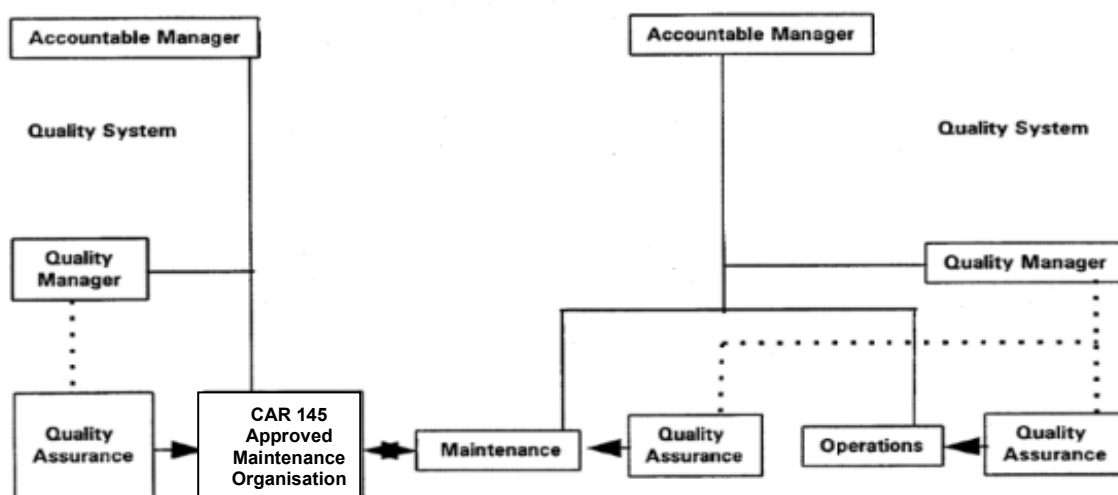 Accountable Manager
Accountable Manager
Quality System
Quality System
Quality
Manager
Quality Manager
Quality
Assurance
CAR 145
Approved
Maintenance
Organisation
Maintenance
Quality
Assurance
Operations
Quality
Assurance